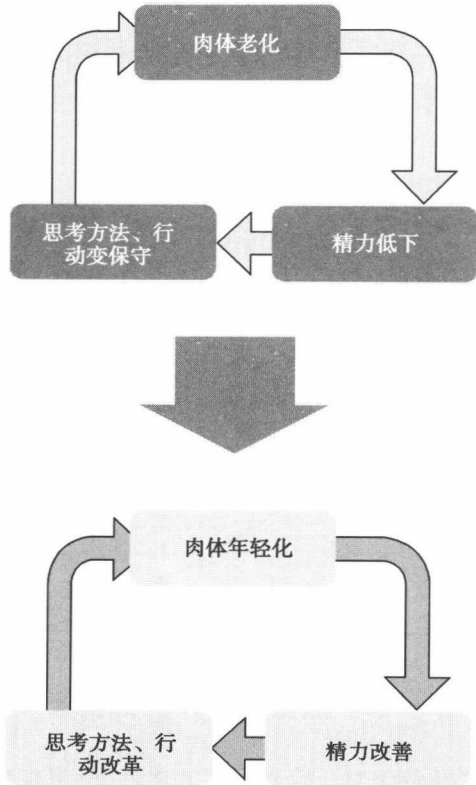 肉体老化
思考方法、行
动变保守
精力低下
肉体年轻化
思考方法、行
动改革
精力改善